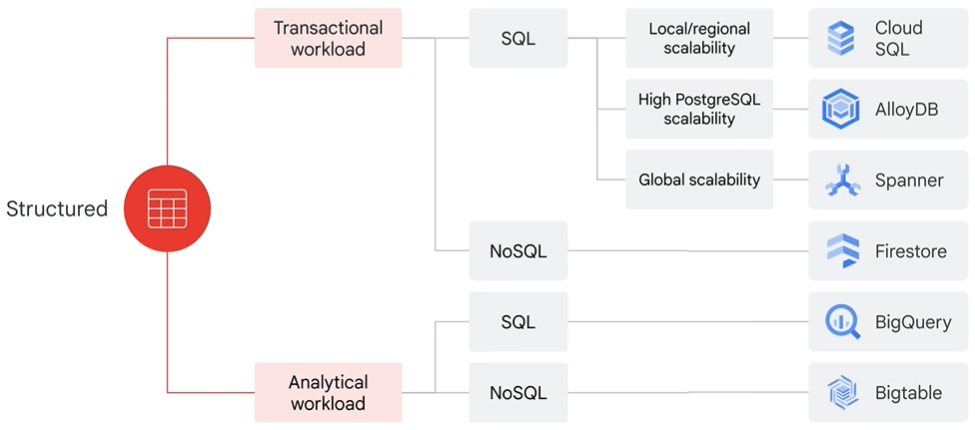 Structured
Transactional
workload
SQL
Local/regional
scalability
Cloud
SQL
High PostgreSQL
scalability
AlloyDB
Global scalability
Spanner
NoSQL
Firestore
Analytical
workload
SQL
BigQuery
NoSQL
Bigtable